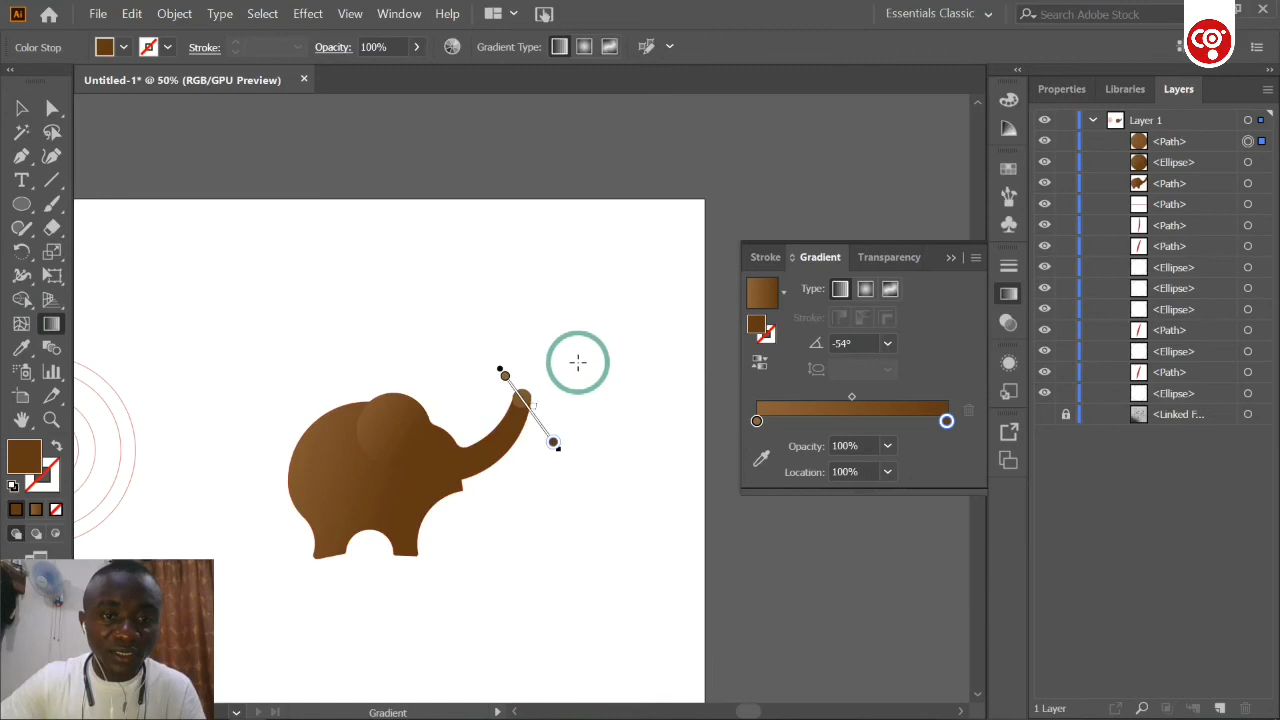 Ai File Edit Object Type Select Effect View Window Help Essentials Classic Search Adobe Stock
Color Stop Stroke: Opacity: 100% Gradient Type:
Untitled-1* @ 50% (RGB/GPU Preview)
Properties Libraries Layers
Layer 1
<Path>
<Ellipse>
<Path>
<Path>
<Path>
<Path>
<Ellipse>
<Ellipse>
<Ellipse>
<Path>
<Ellipse>
<Path>
<Ellipse>
<Linked F...
Stroke Gradient Transparency
Type:
Stroke:
-54°
Opacity: 100%
Location: 100%
Gradient
1 Layer